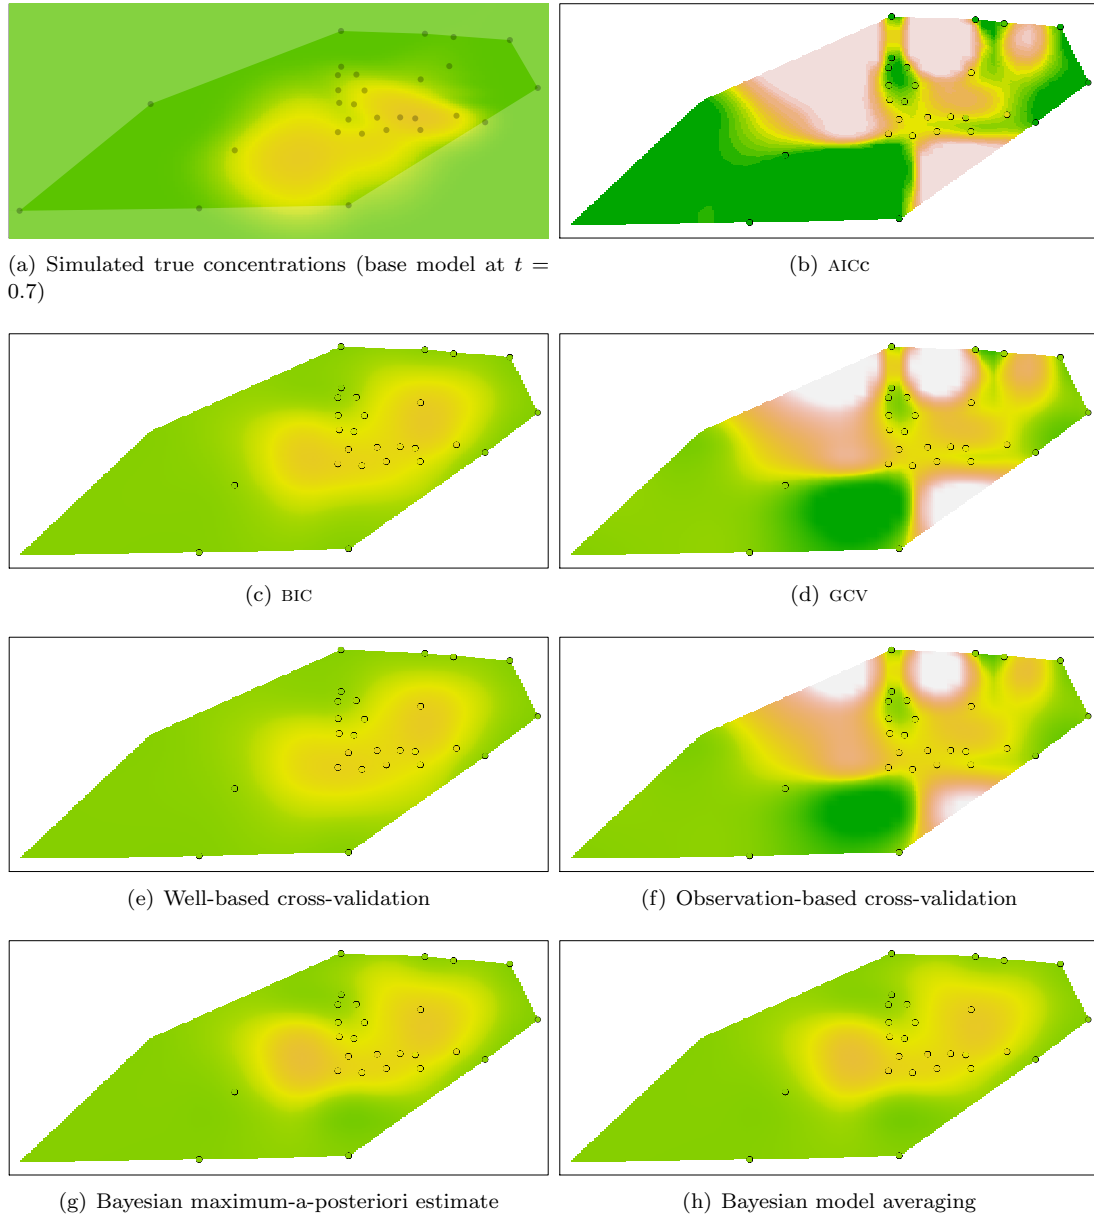 (a) Simulated true concentrations (base model at t =
0.7)
(b) AICc
(c) BIC
(d) GCV
(e) Well-based cross-validation
(f) Observation-based cross-validation
(g) Bayesian maximum-a-posteriori estimate
(h) Bayesian model averaging